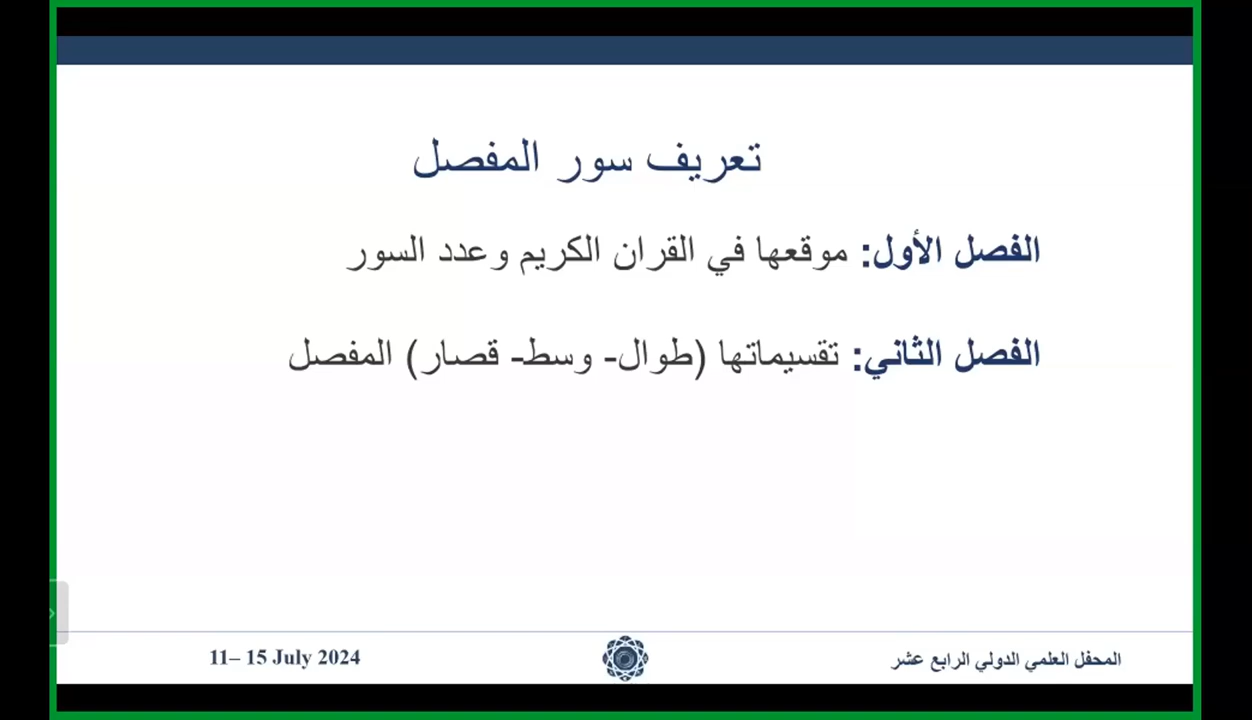 تعريف سور المفصل
الفصل الأول: موقعها في القران الكريم وعدد السور
الفصل الثاني: تقسيماتها (طوال- وسط- قصار) المفصل
المحفل العلمي الدولي الرابع عشر
11– 15 July 2024